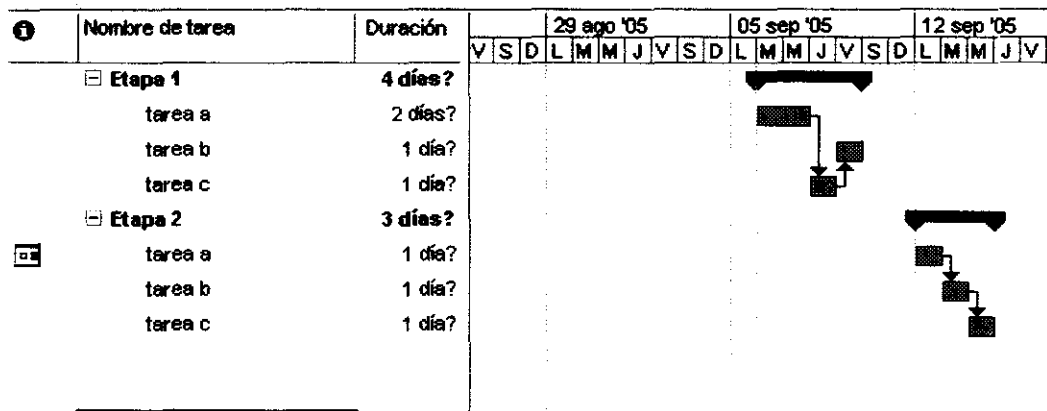 Nombre de tarea Duración 29 ago '05 05 sep '05 12 sep '05
V S D L M M J V S D L M M J V S D L M M J V
Etapa 1 4 días?
tarea a 2 días?
tarea b 1 día?
tarea c 1 día?
Etapa 2 3 días?
tarea a 1 día?
tarea b 1 día?
tarea c 1 día?